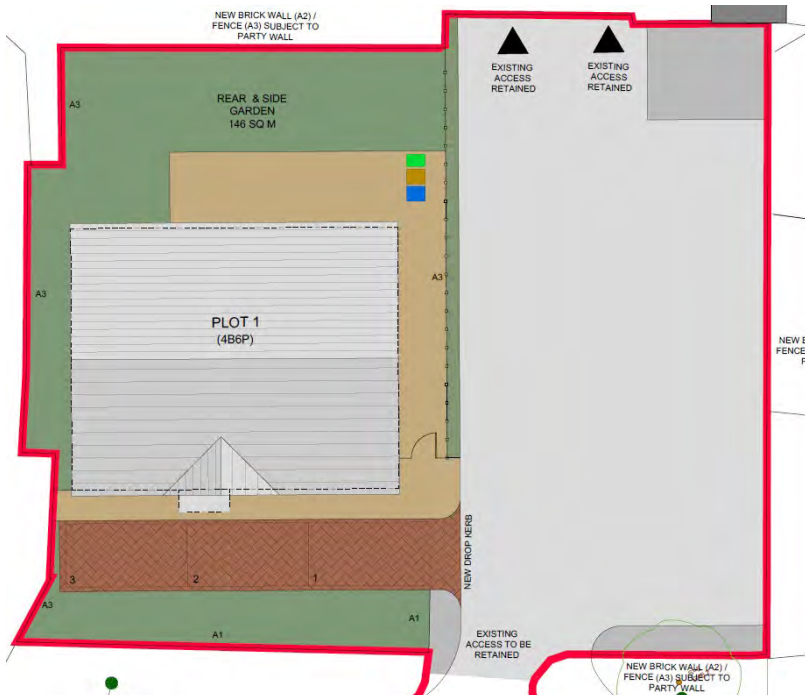 NEW BRICK WALL (A2) /
FENCE (A3) SUBJECT TO
PARTY WALL
A3
REAR & SIDE
GARDEN
146 SQ M
EXISTING
ACCESS
RETAINED
EXISTING
ACCESS
RETAINED
A3
A3
PLOT 1
(4B6P)
NEW B
FENCE
NEW DROP KERB
3
2
1
A3
A1
A1
EXISTING
ACCESS TO BE
RETAINED
NEW BRICK WALL (A2) /
FENCE (A3) SUBJECT TO
PARTY WALL